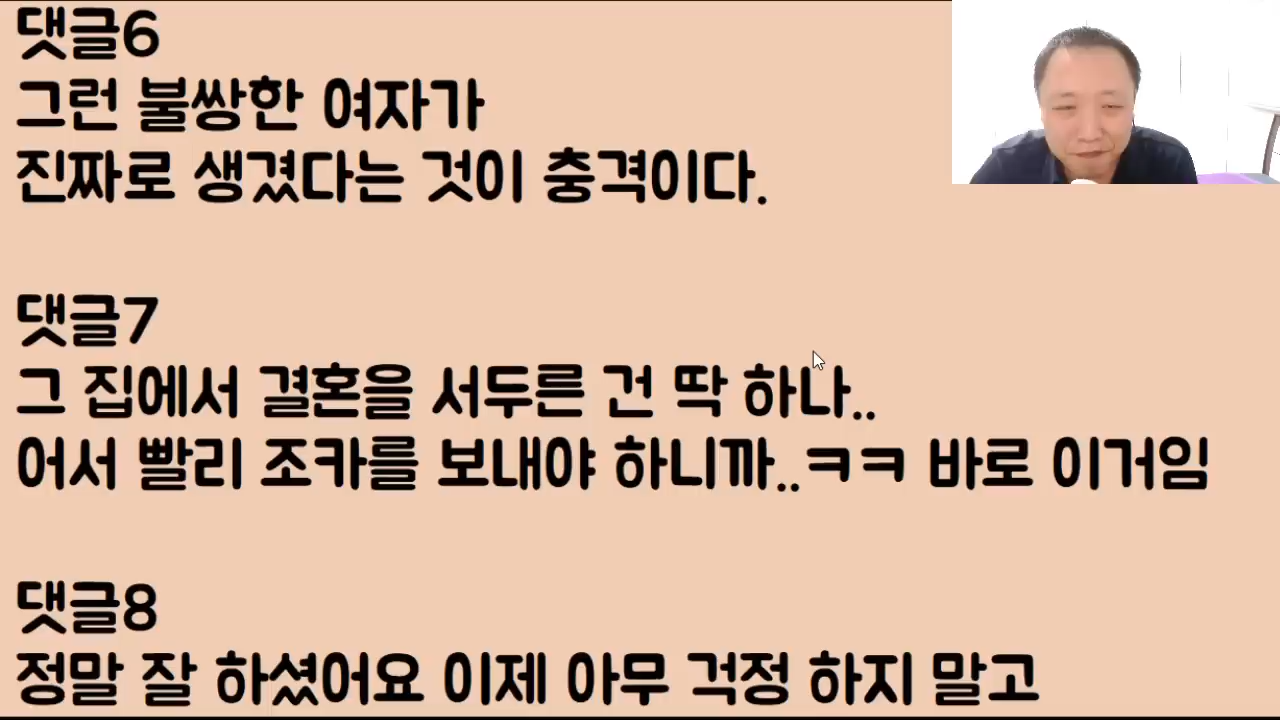 댓글6
그런 불쌍한 여자가
진짜로 생겼다는 것이 충격이다.
댓글7
그 집에서 결혼을 서두른 건 딱 하나..
어서 빨리 조카를 보내야 하니까..ㅋㅋ 바로 이거임
댓글8
정말 잘 하셨어요 이제 아무 걱정 하지 말고